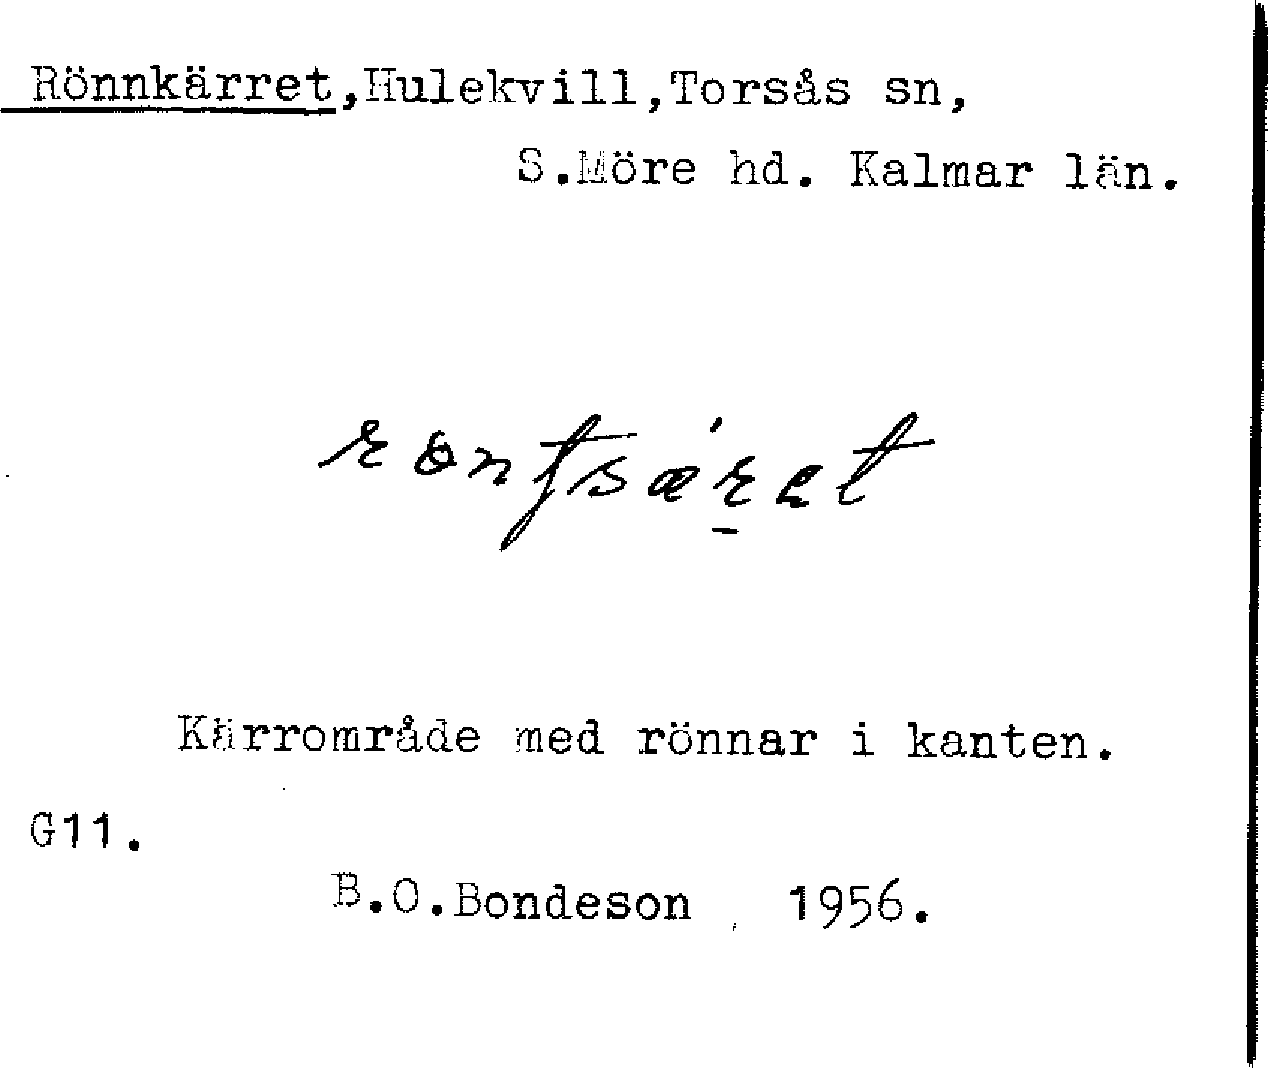 Rönnkärret,Hulekvill,Torsås sn,
S.Möre hd. Kalmar län.
Kärrområde med rönnar i kanten.
G11.
B.O.Bondeson , 1956.